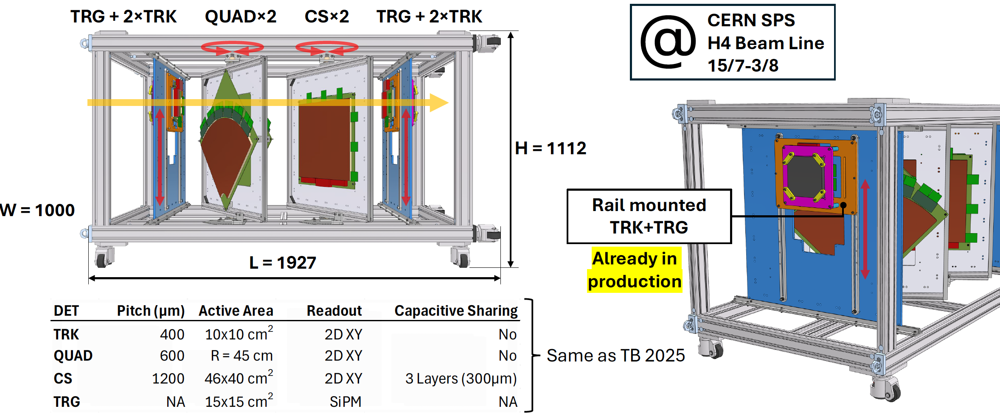 TRG + 2×TRK QUAD×2 CS×2 TRG + 2×TRK
@ CERN SPS
H4 Beam Line
15/7-3/8
H = 1112
W = 1000
L = 1927
Rail mounted
TRK+TRG
Already in
production
DET Pitch (µm) Active Area Readout Capacitive Sharing
TRK 400 10x10 cm² 2D XY No
QUAD 600 R = 45 cm 2D XY No
CS 1200 46x40 cm² 2D XY 3 Layers (300µm)
TRG NA 15x15 cm² SiPM NA
Same as TB 2025